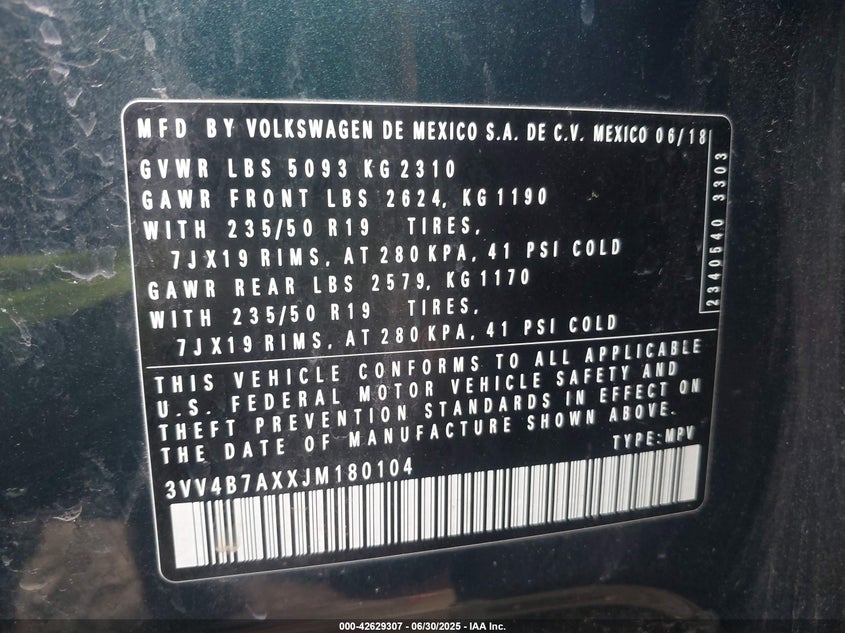 MFD BY VOLKSWAGEN DE MEXICO S.A. DE C.V. MEXICO 06/18
GVWR LBS 5093 KG 2310
GAWR FRONT LBS 2624, KG 1190
WITH 235/50 R19 TIRES,
7JX19 RIMS, AT 280 KPA, 41 PSI COLD
GAWR REAR LBS 2579, KG 1170
WITH 235/50 R19 TIRES,
7JX19 RIMS, AT 280 KPA, 41 PSI COLD
2340540 3303
THIS VEHICLE CONFORMS TO ALL APPLICABLE
U.S. FEDERAL MOTOR VEHICLE SAFETY AND
THEFT PREVENTION STANDARDS IN EFFECT ON
THE DATE OF MANUFACTURE SHOWN ABOVE.
TYPE: MPV
3VV4B7AXXJM180104
000-42629307 - 06/30/2025 - IAA Inc.